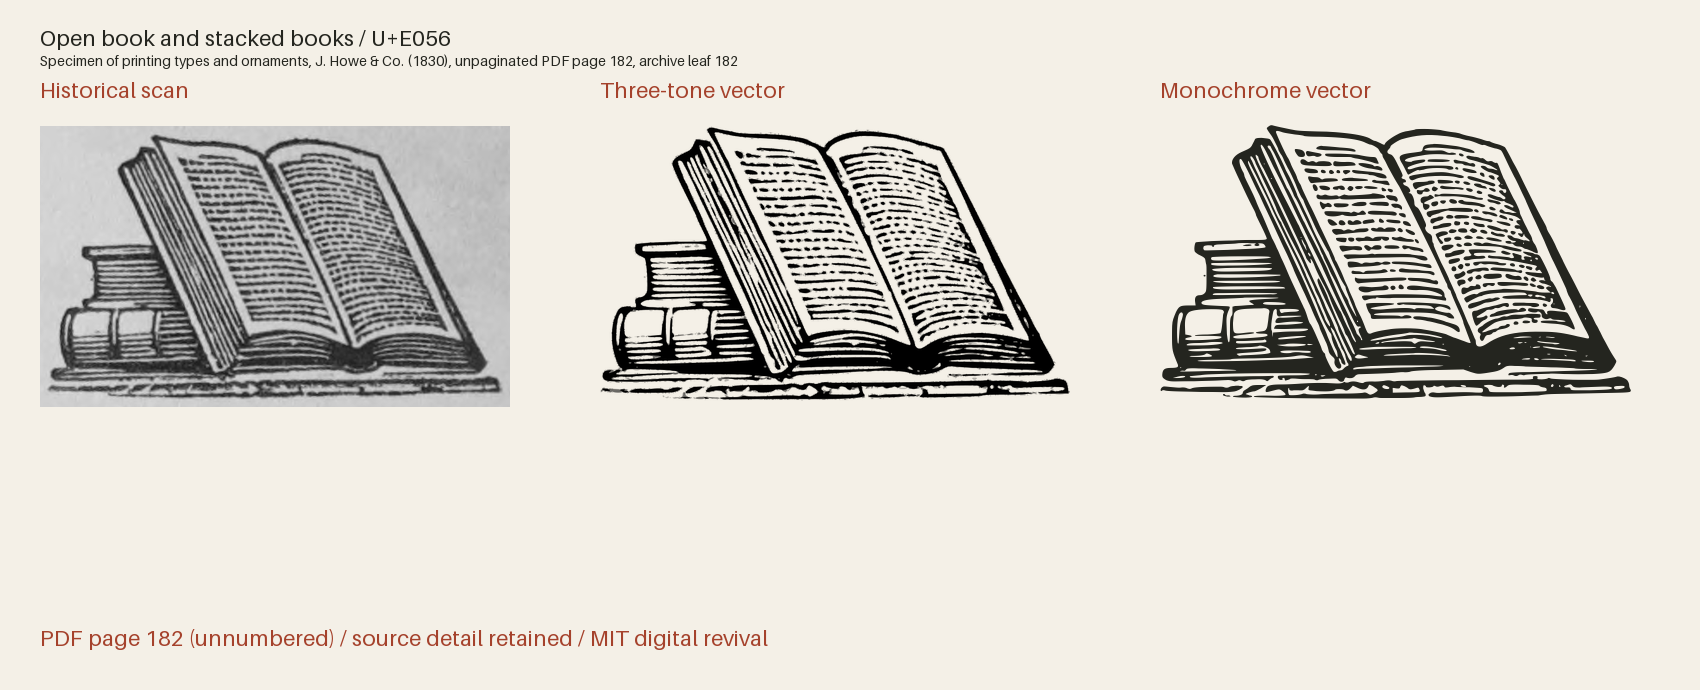 Open book and stacked books / U+E056
Specimen of printing types and ornaments, J. Howe & Co. (1830), unpaginated PDF page 182, archive leaf 182
Historical scan
Three-tone vector
Monochrome vector
PDF page 182 (unnumbered) / source detail retained / MIT digital revival